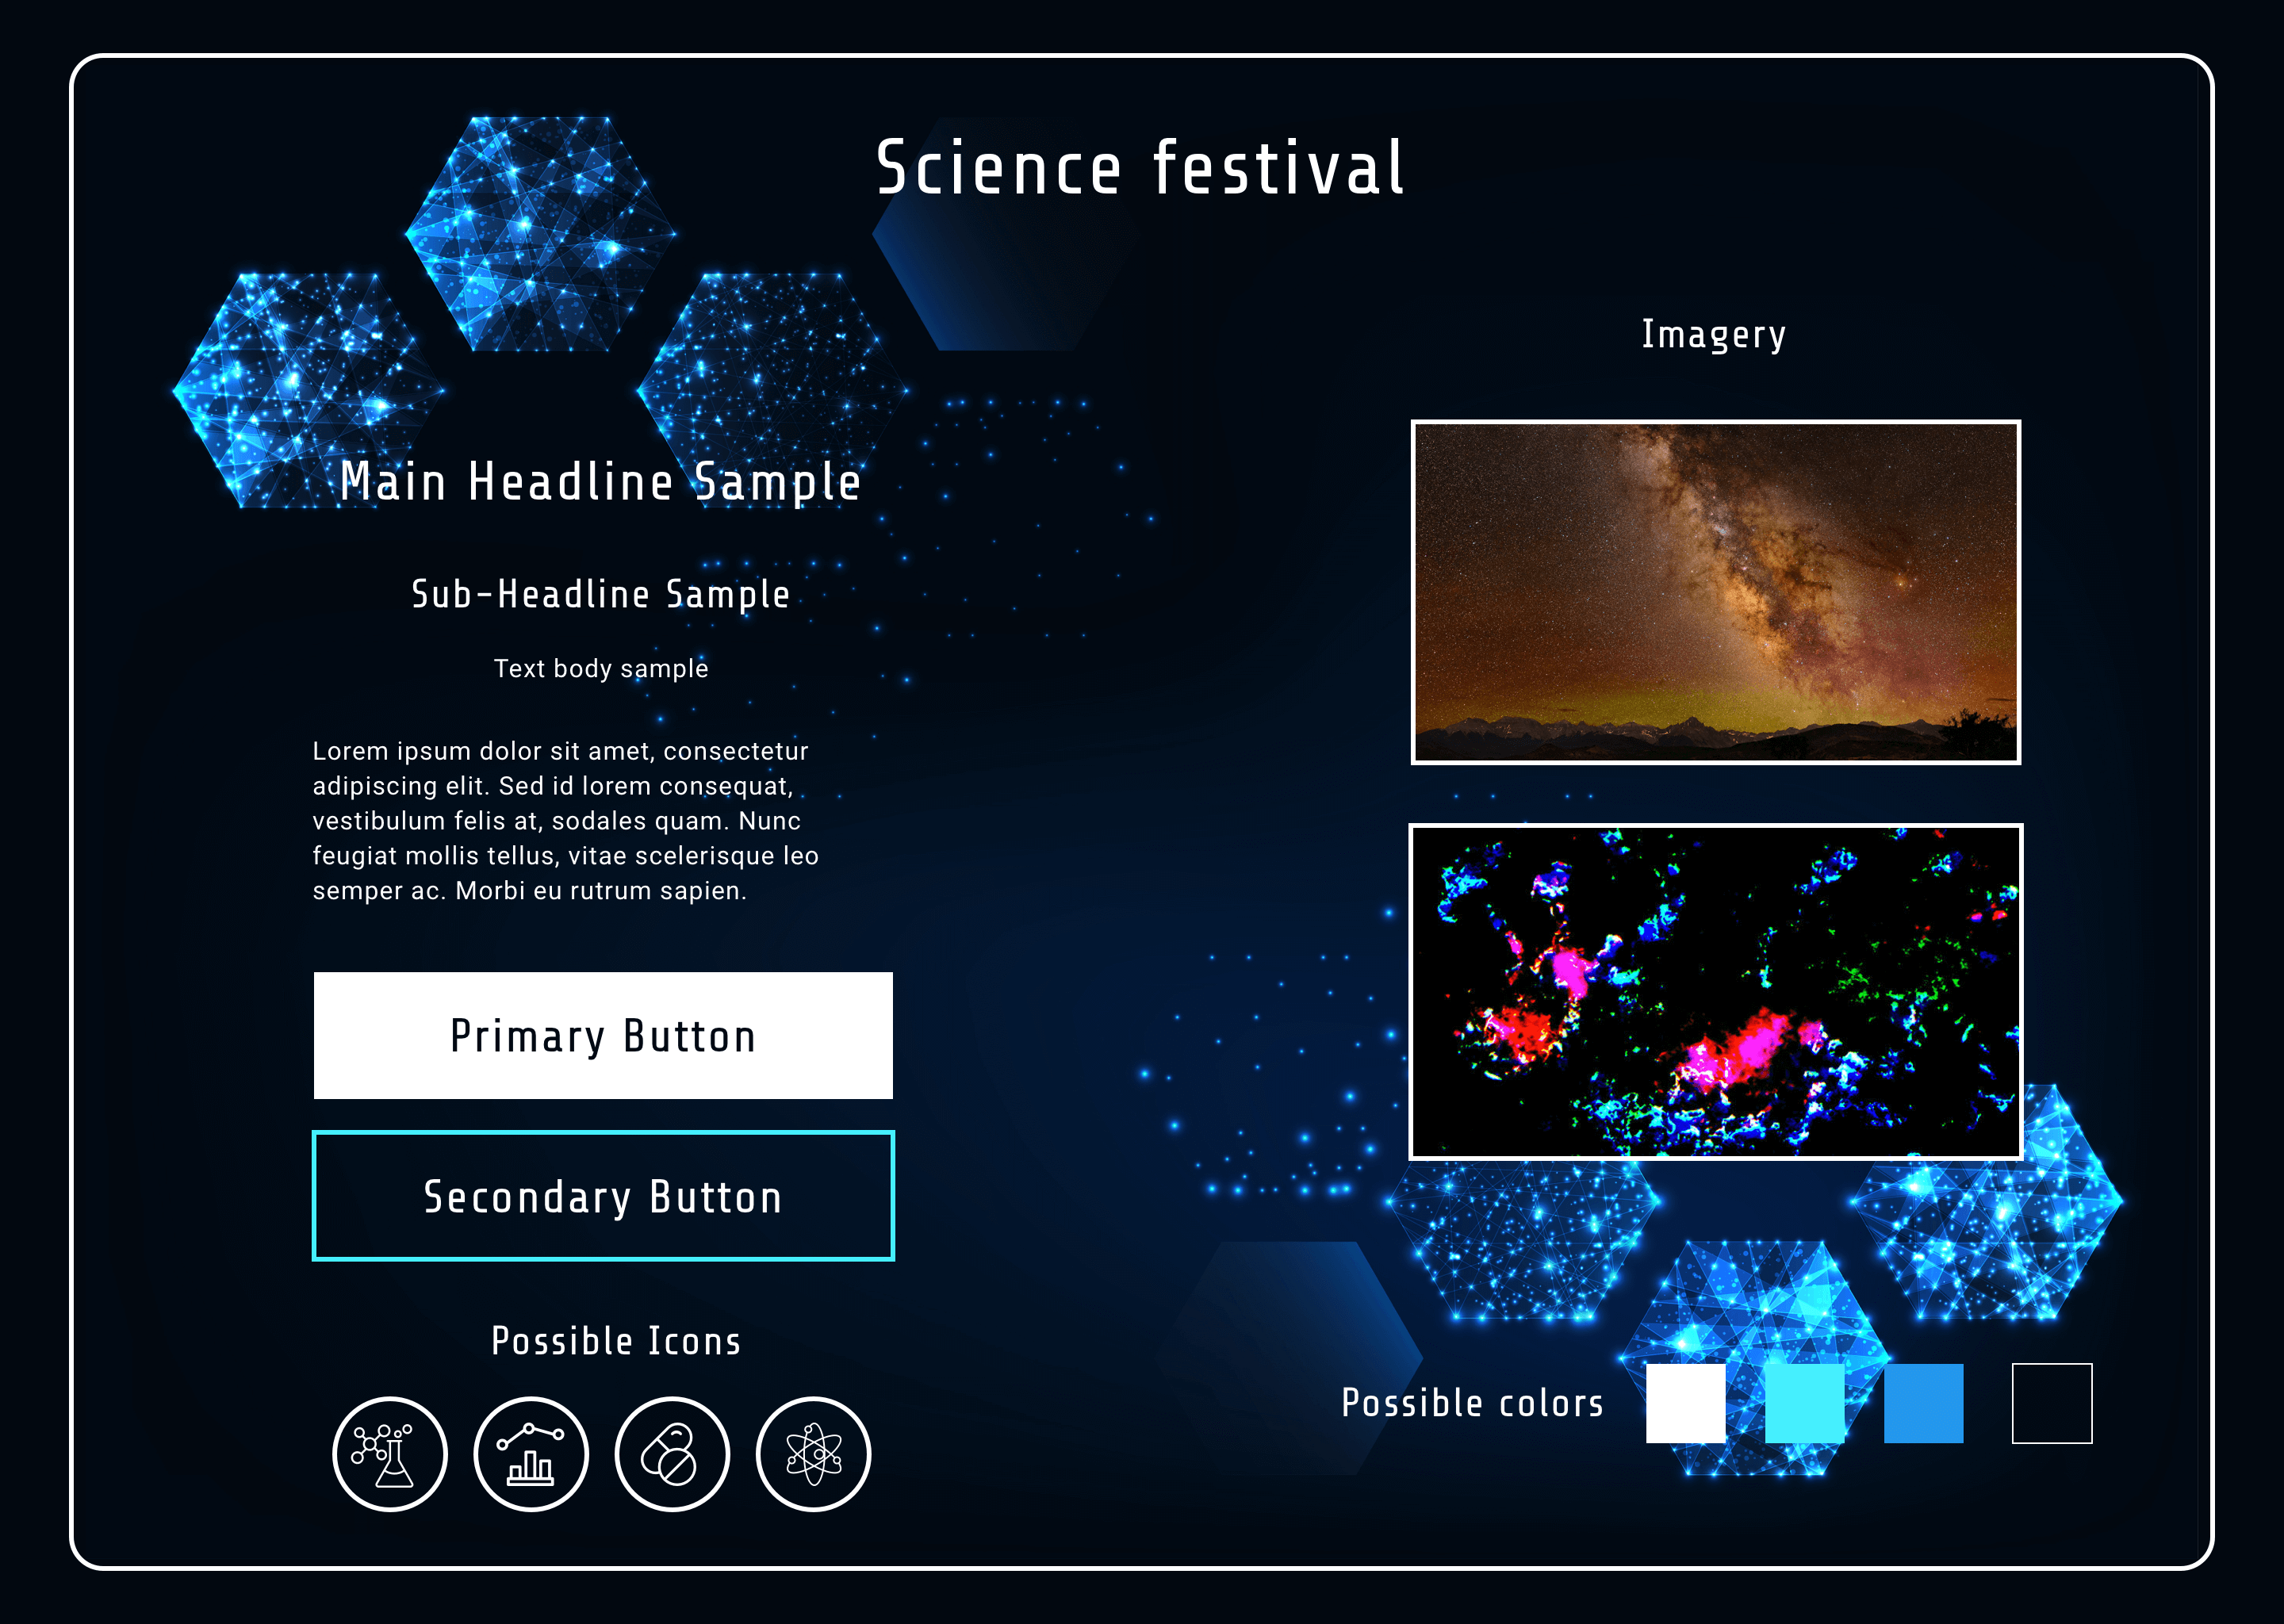 Science festival
Main Headline Sample
Sub-Headline Sample
Text body sample
Lorem ipsum dolor sit amet, consectetur
adipiscing elit. Sed id lorem consequat,
vestibulum felis at, sodales quam. Nunc
feugiat mollis tellus, vitae scelerisque leo
semper ac. Morbi eu rutrum sapien.
Primary Button
Secondary Button
Possible Icons
Imagery
Possible colors